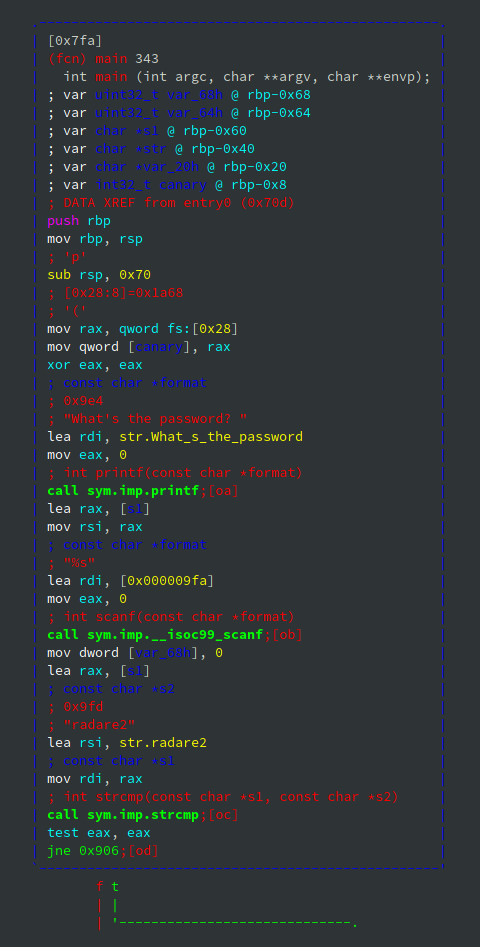 [0x7fa]
(fcn) main 343
int main (int argc, char **argv, char **envp);
; var uint32_t var_68h @ rbp-0x68
; var uint32_t var_64h @ rbp-0x64
; var char *s1 @ rbp-0x60
; var char *str @ rbp-0x40
; var char *var_20h @ rbp-0x20
; var int32_t canary @ rbp-0x8
; DATA XREF from entry0 (0x70d)
push rbp
mov rbp, rsp
; 'p'
sub rsp, 0x70
; [0x28:8]=0x1a68
; '('
mov rax, qword fs:[0x28]
mov qword [canary], rax
xor eax, eax
; const char *format
; 0x9e4
; "What's the password? "
lea rdi, str.What_s_the_password
mov eax, 0
; int printf(const char *format)
call sym.imp.printf;[oa]
lea rax, [s1]
mov rsi, rax
; const char *format
; "%s"
lea rdi, [0x000009fa]
mov eax, 0
; int scanf(const char *format)
call sym.imp.__isoc99_scanf;[ob]
mov dword [var_68h], 0
lea rax, [s1]
; const char *s2
; 0x9fd
; "radare2"
lea rsi, str.radare2
; const char *s1
mov rdi, rax
; int strcmp(const char *s1, const char *s2)
call sym.imp.strcmp;[oc]
test eax, eax
jne 0x906;[od]
f t